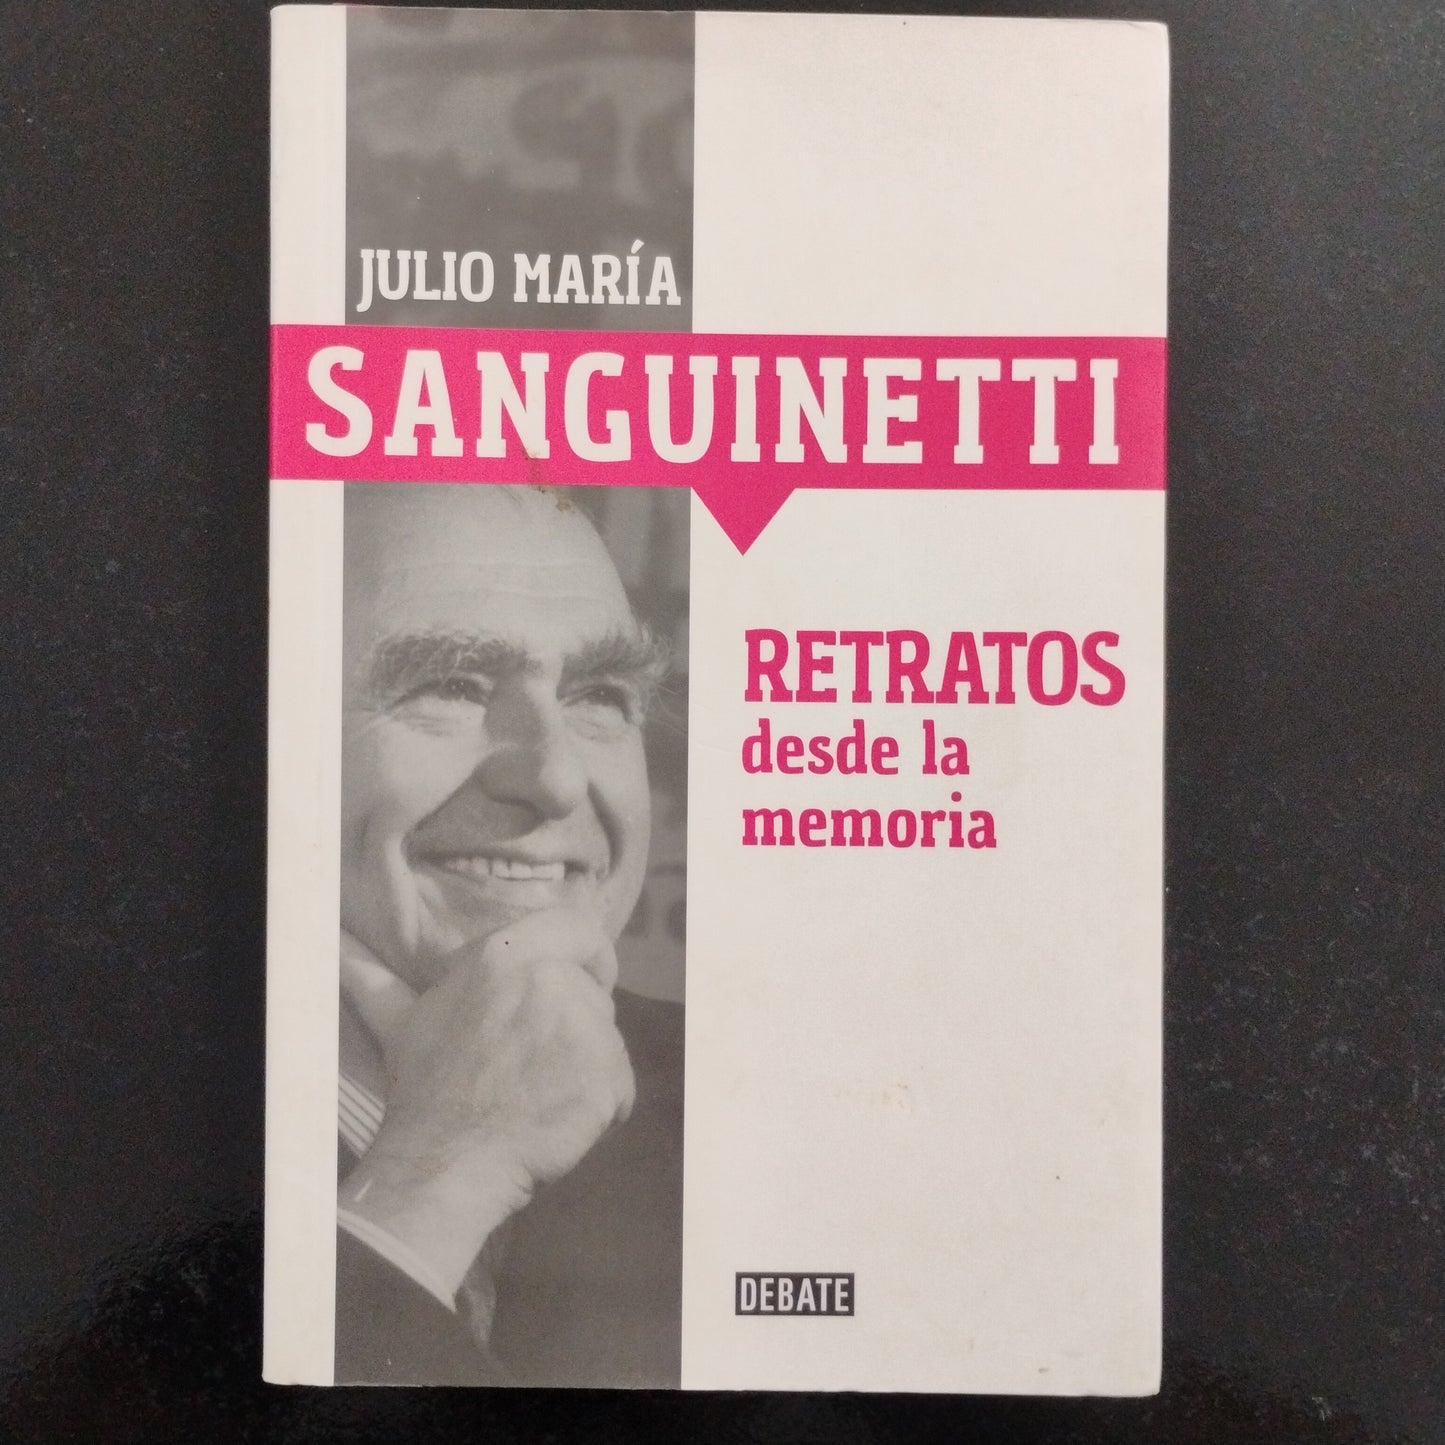 JULIO MARÍA
SANGUINETTI
RETRATOS
desde la
memoria
DEBATE